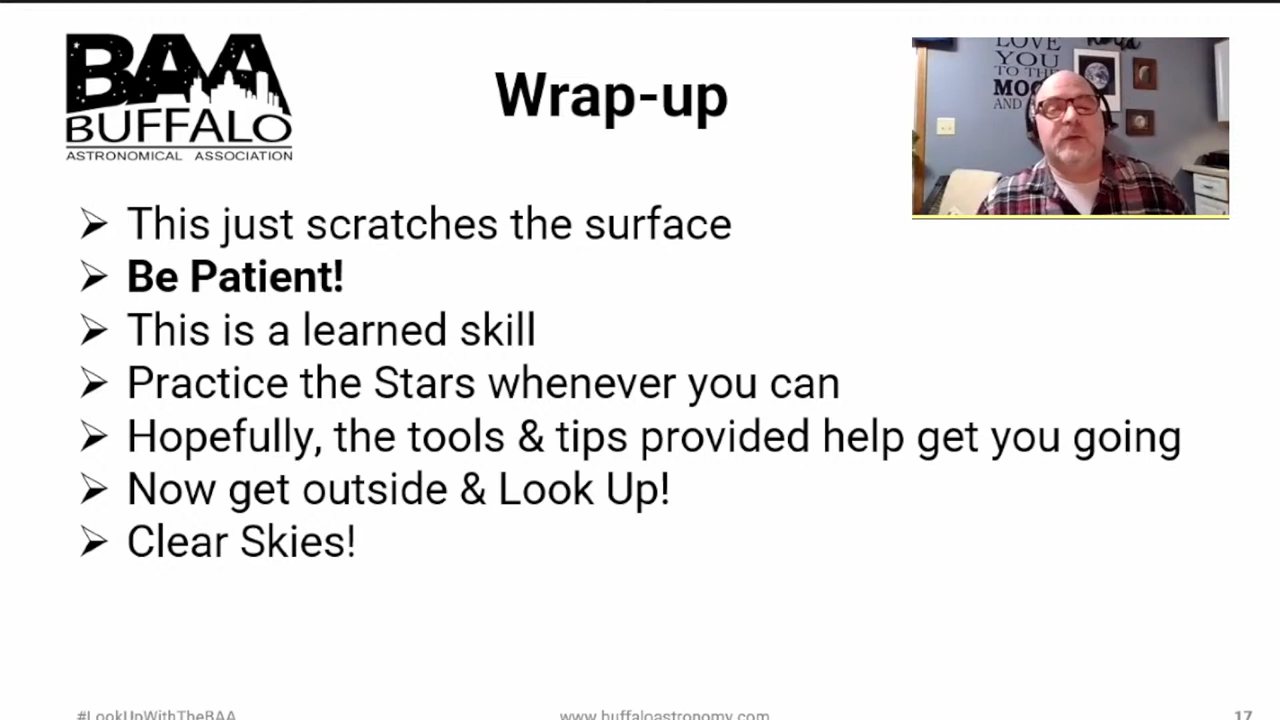 BAA
BUFFALO
ASTRONOMICAL ASSOCIATION
Wrap-up
LOVE
YOU
TO THE
AND
This just scratches the surface
Be Patient!
This is a learned skill
Practice the Stars whenever you can
Hopefully, the tools & tips provided help get you going
Now get outside & Look Up!
Clear Skies!
#LookUpWithTheBAA
www.buffaloastronomy.com
17